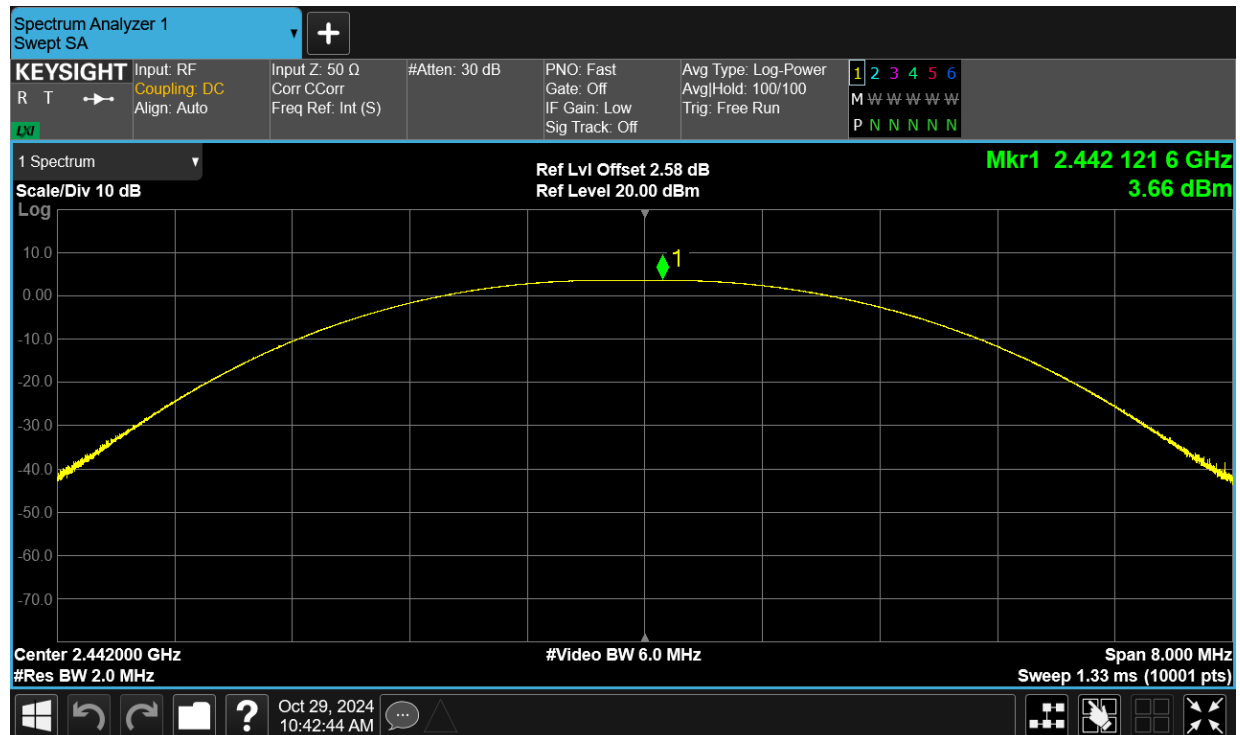 Spectrum Analyzer 1
Swept SA
+
KEYSIGHT Input: RF Input Z: 50 Ω #Atten: 30 dB PNO: Fast Avg Type: Log-Power 1 2 3 4 5 6
R T Coupling: DC Corr CCorr Gate: Off Avg|Hold: 100/100 M W W W W W
Align: Auto Freq Ref: Int (S) IF Gain: Low Trig: Free Run
LXI Sig Track: Off P N N N N N
1 Spectrum Ref Lvl Offset 2.58 dB Mkr1 2.442 121 6 GHz
Scale/Div 10 dB Ref Level 20.00 dBm 3.66 dBm
Log
1
10.0
0.00
-10.0
-20.0
-30.0
-40.0
-50.0
-60.0
-70.0
Center 2.442000 GHz #Video BW 6.0 MHz Span 8.000 MHz
#Res BW 2.0 MHz Sweep 1.33 ms (10001 pts)
? Oct 29, 2024
10:42:44 AM